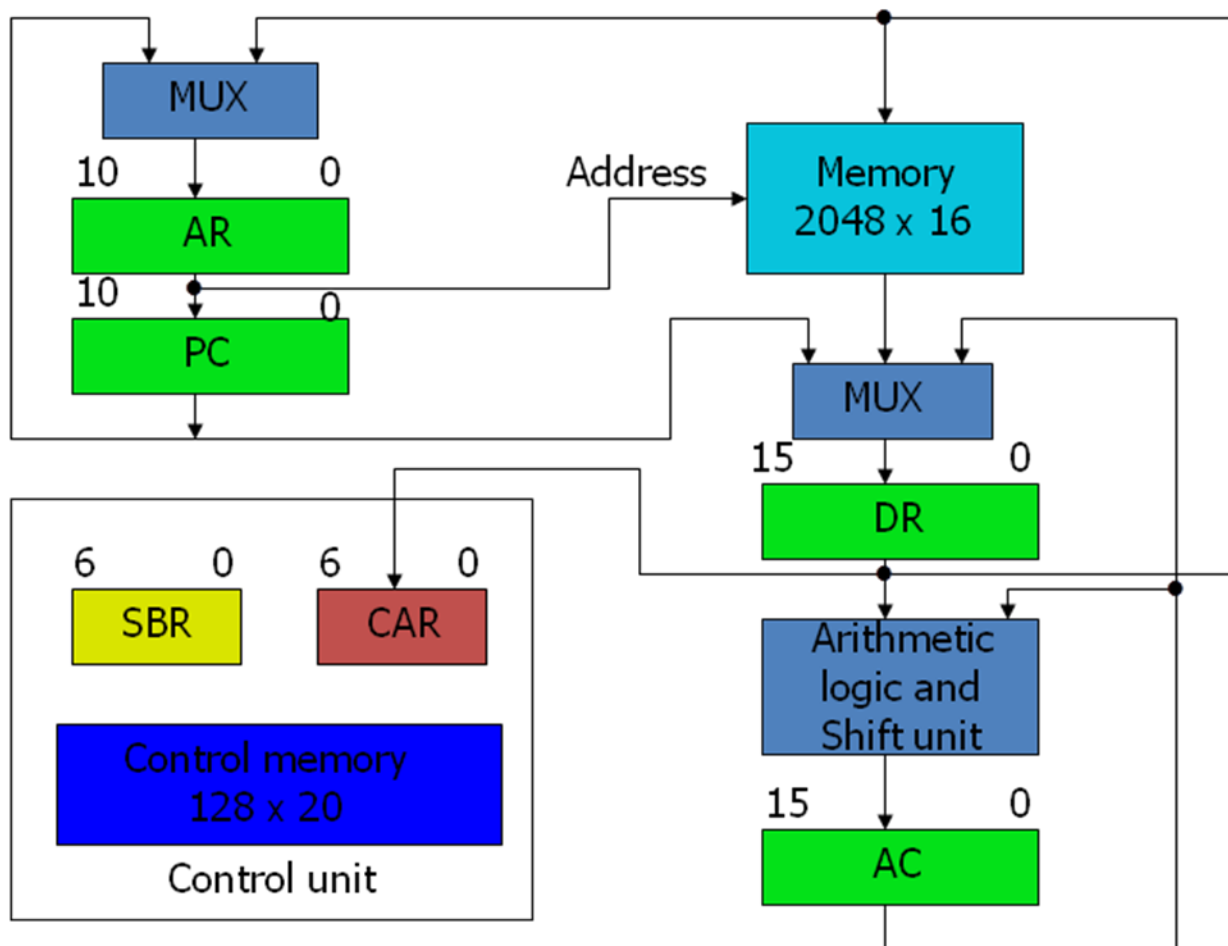 MUX
10 0
Address
Memory
2048 x 16
AR
10 0
PC
MUX
15 0
DR
6 0 6 0
SBR CAR
Arithmetic
logic and
Shift unit
Control memory
128 x 20
15 0
AC
Control unit